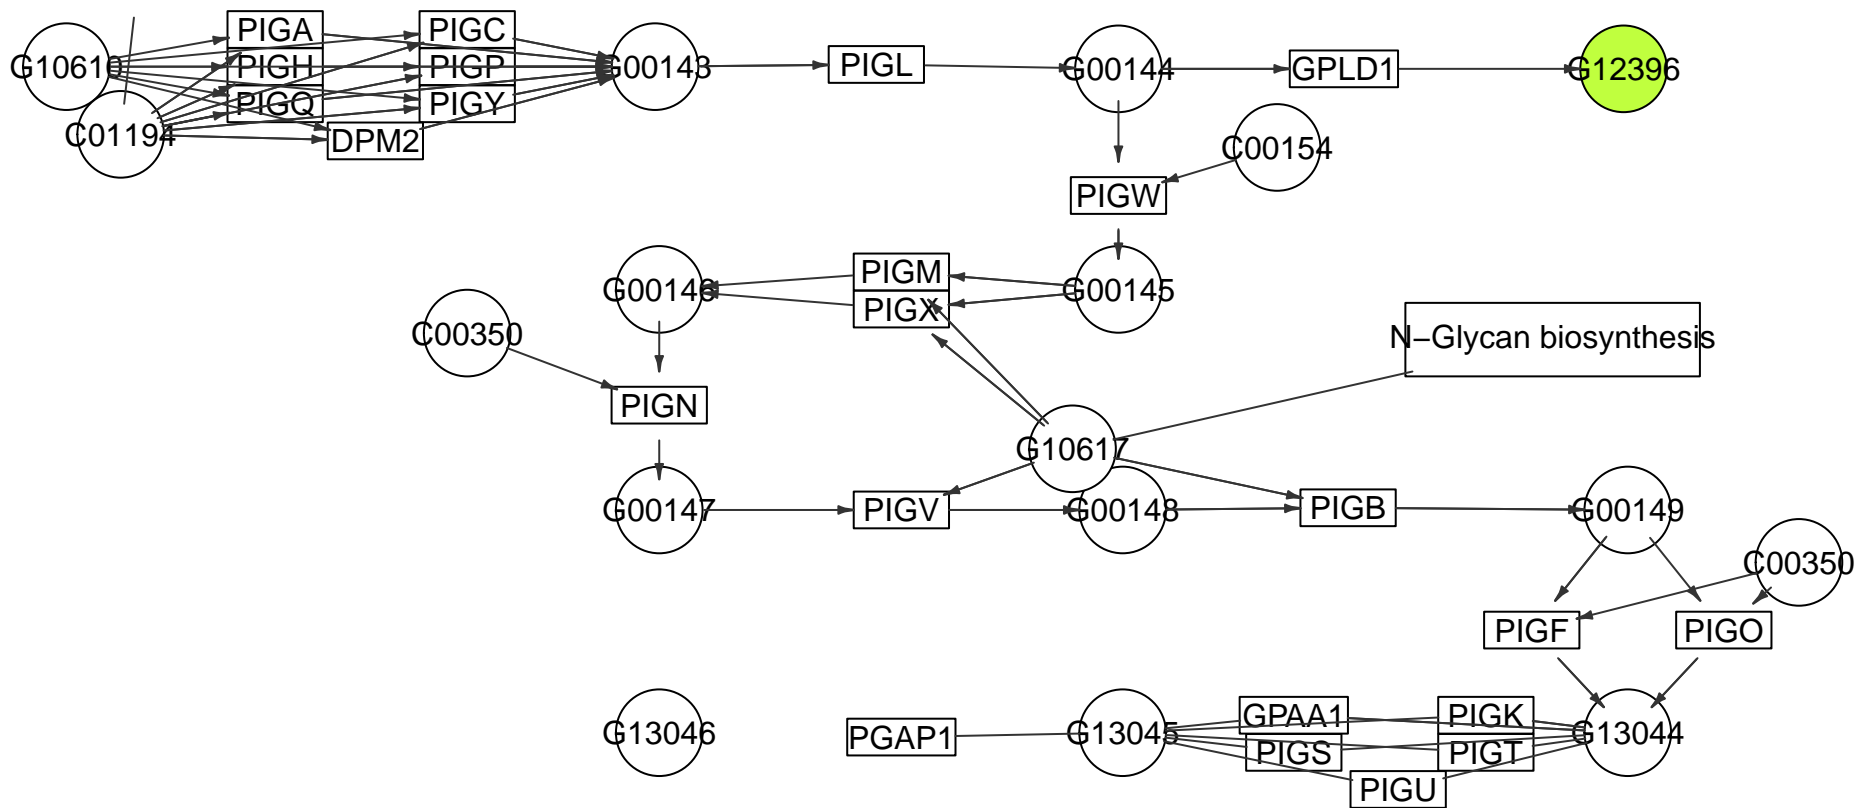 PIGA
PIGC
G10610
PIGH
PIGP
G00143
PIGL
G00144
GPLD1
G12396
PIGQ
PIGY
C01194
DPM2
C00154
PIGW
PIGM
G00146
G00145
PIGX
C00350
N−Glycan biosynthesis
PIGN
G10617
G00147
PIGV
G00148
PIGB
G00149
C00350
PIGF
PIGO
GPAA1
PIGK
G13046
PGAP1
G13045
G13044
PIGS
PIGT
PIGU